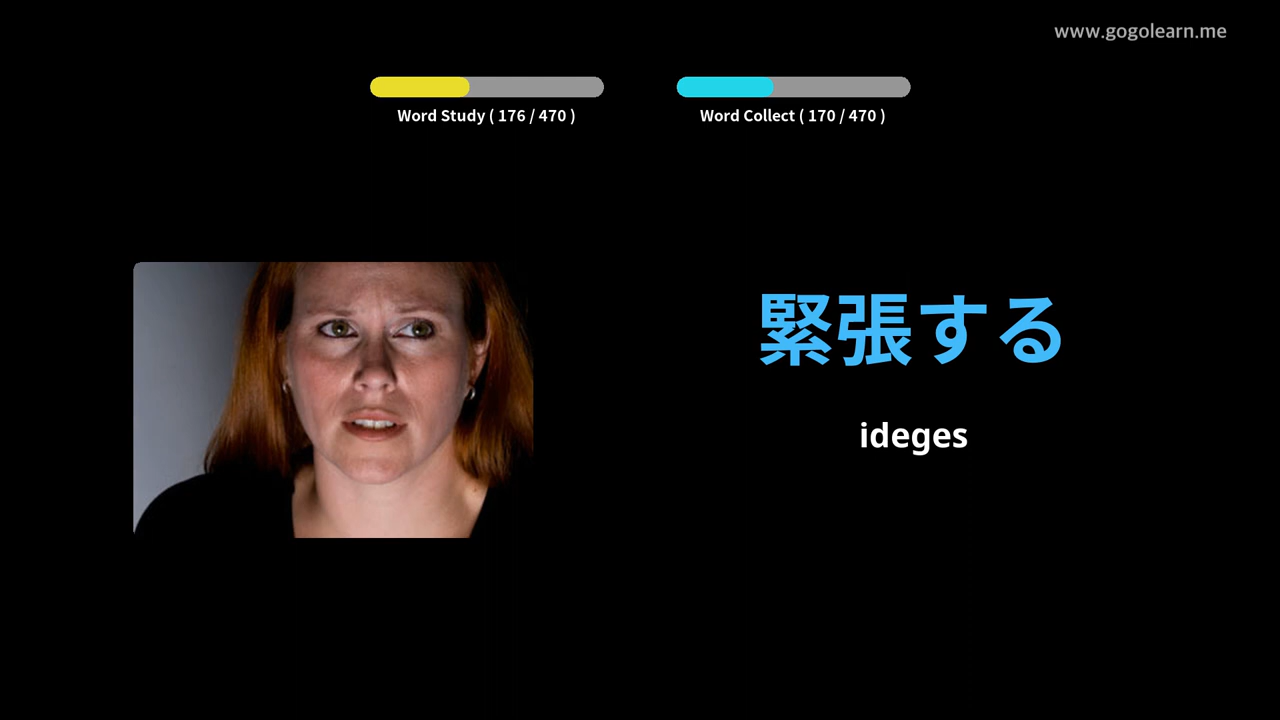 www.gogolearn.me
Word Study ( 176 / 470 )
Word Collect ( 170 / 470 )
緊張する
ideges